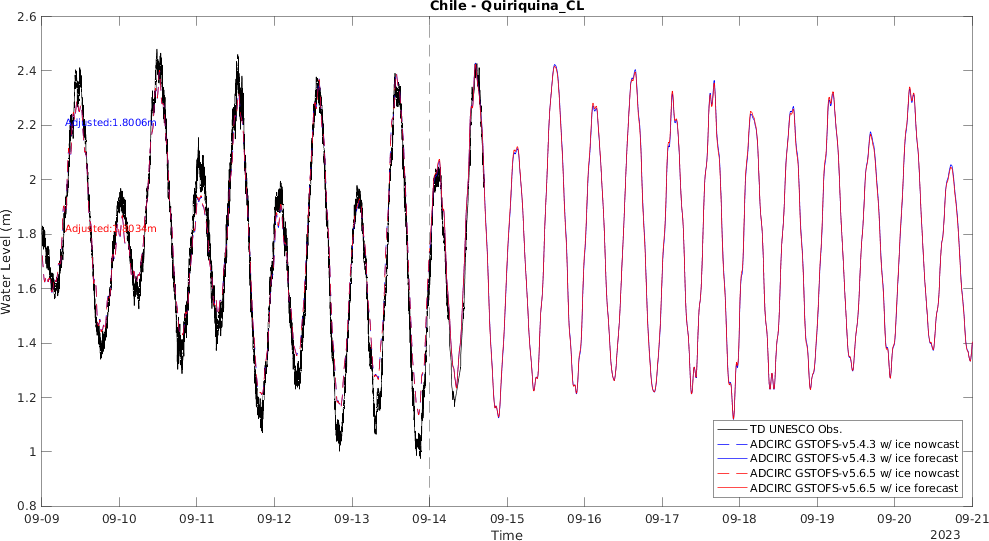 Chile - Quiriquina_CL
2.6
2.4
2.2
2
1.8
1.6
1.4
1.2
1
0.8
Water Level (m)
Adjusted:1.8006m
Adjusted:1.8034m
TD UNESCO Obs.
ADCIRC GSTOFS-v5.4.3 w/ ice nowcast
ADCIRC GSTOFS-v5.4.3 w/ ice forecast
ADCIRC GSTOFS-v5.6.5 w/ ice nowcast
ADCIRC GSTOFS-v5.6.5 w/ ice forecast
09-09 09-10 09-11 09-12 09-13 09-14 09-15 09-16 09-17 09-18 09-19 09-20 09-21
Time
2023